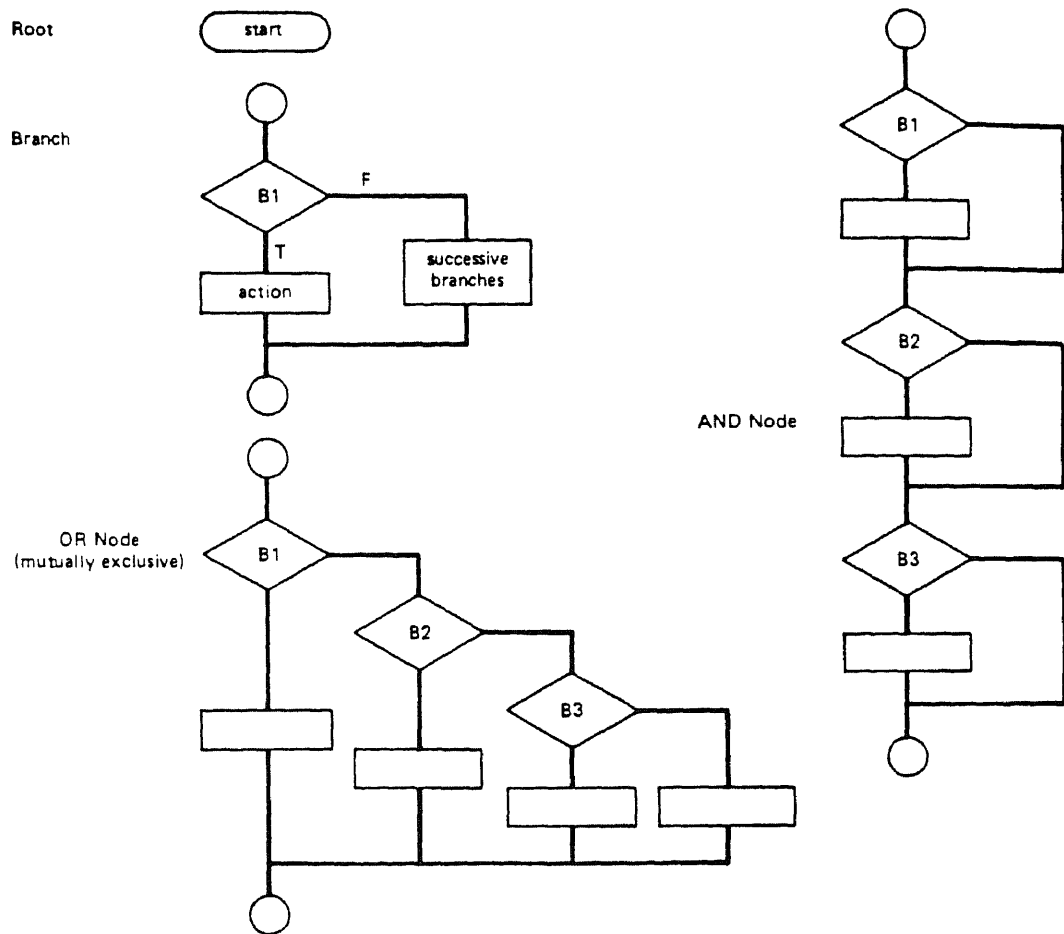 Root
start
Branch
B1
F
T
action
successive
branches
OR Node
(mutually exclusive)
B1
B2
B3
AND Node
B1
B2
B3